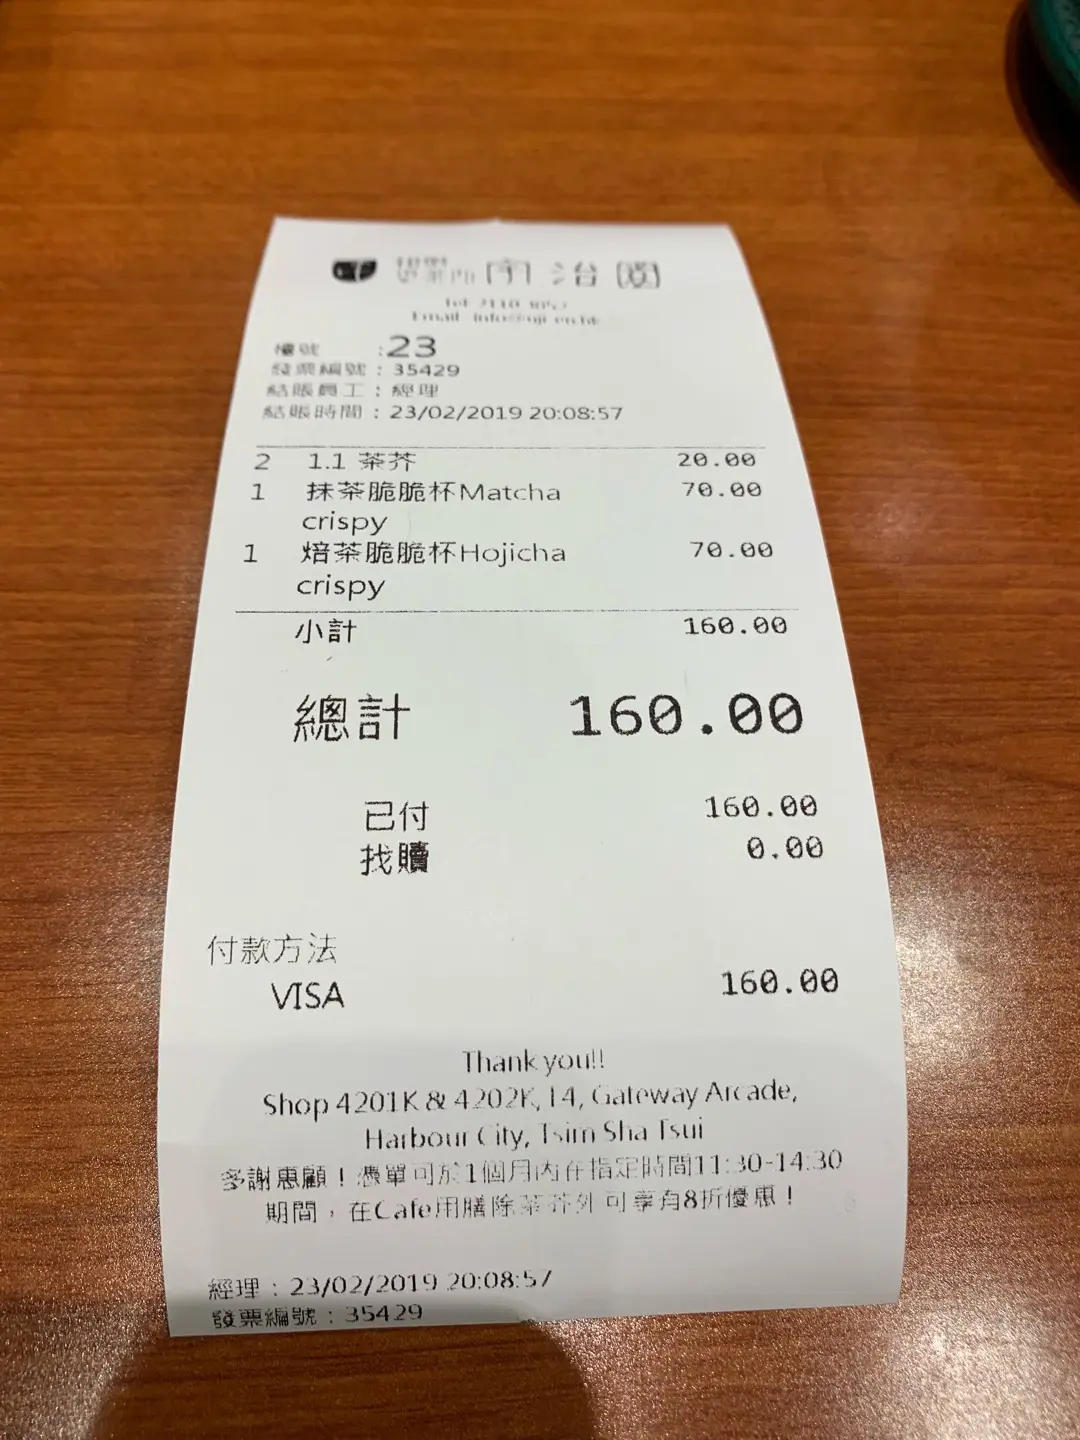 宇治園
Email
檯號 :23
發票編號 : 35429
結賬員工 : 經理
結賬時間 : 23/02/2019 20:08:57
2 1.1 茶芥 20.00
1 抹茶脆脆杯Matcha 70.00
crispy
1 焙茶脆脆杯Hojicha 70.00
crispy
小計 160.00
總計 160.00
已付 160.00
找贖 0.00
付款方法
VISA 160.00
Thank you!!
Shop 4201K & 4202K, L4, Gateway Arcade,
Harbour City, Tsim Sha Tsui
多謝惠顧！憑單可於1個月內在指定時間11:30-14:30
期間，在Cafe用膳除茶芥外可享有8折優惠！
經理 : 23/02/2019 20:08:57
發票編號 : 35429